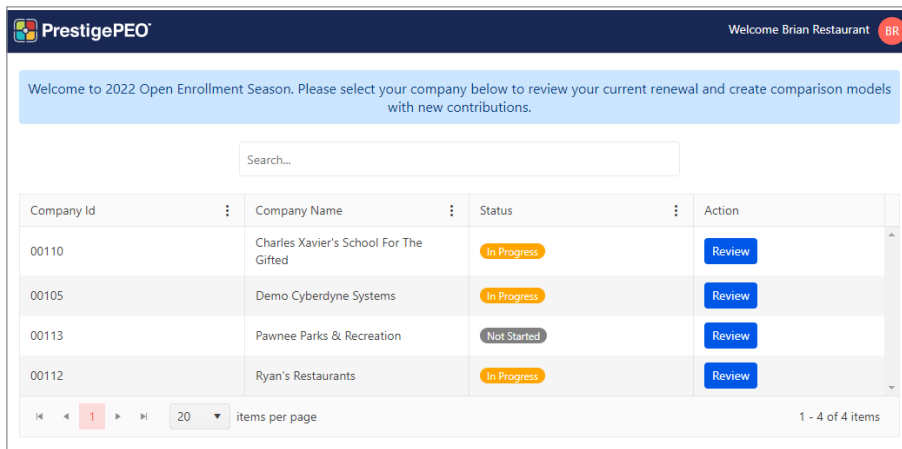 PrestigePEO
Welcome Brian Restaurant BR
Welcome to 2022 Open Enrollment Season. Please select your company below to review your current renewal and create comparison models
with new contributions.
Search...
Company Id Company Name Status Action
00110 Charles Xavier's School For The
Gifted In Progress Review
00105 Demo Cyberdyne Systems In Progress Review
00113 Pawnee Parks & Recreation Not Started Review
00112 Ryan's Restaurants In Progress Review
1 20 items per page 1 - 4 of 4 items